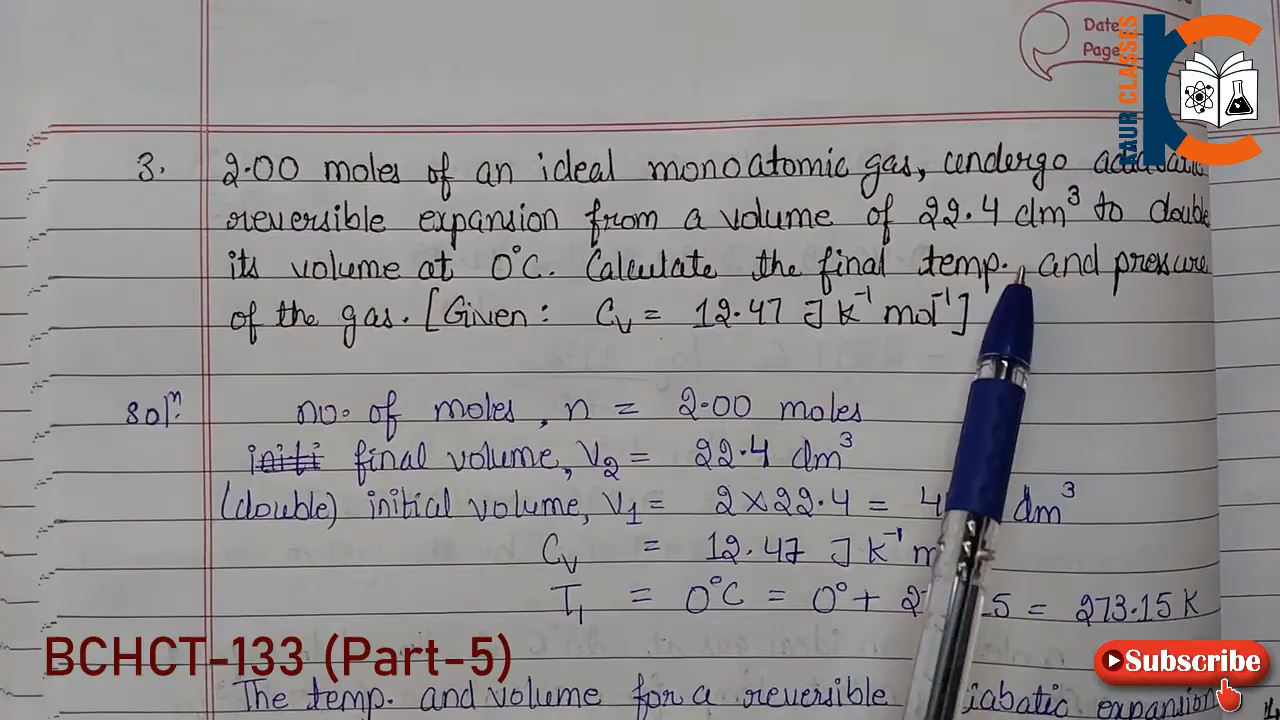 Date
Page
KAUR CLASSES
3. 2.00 moles of an ideal monoatomic gas, undergo
reversible expansion from a volume of 22.4 dm³ to double
its volume at 0°C. Calculate the final temp. and pressure
of the gas. [Given: Cv = 12.47 J K⁻¹ mol⁻¹]
Solⁿ. no. of moles, n = 2.00 moles
final volume, V₂ = 22.4 dm³
(double) initial volume, V₁ = 2×22.4 = 4 dm³
Cv = 12.47 J K⁻¹ m
T₁ = 0°C = 0° + 2 5 = 273.15 K
BCHCT-133 (Part-5)
Subscribe
The temp. and volume for a reversible iabatic expansion